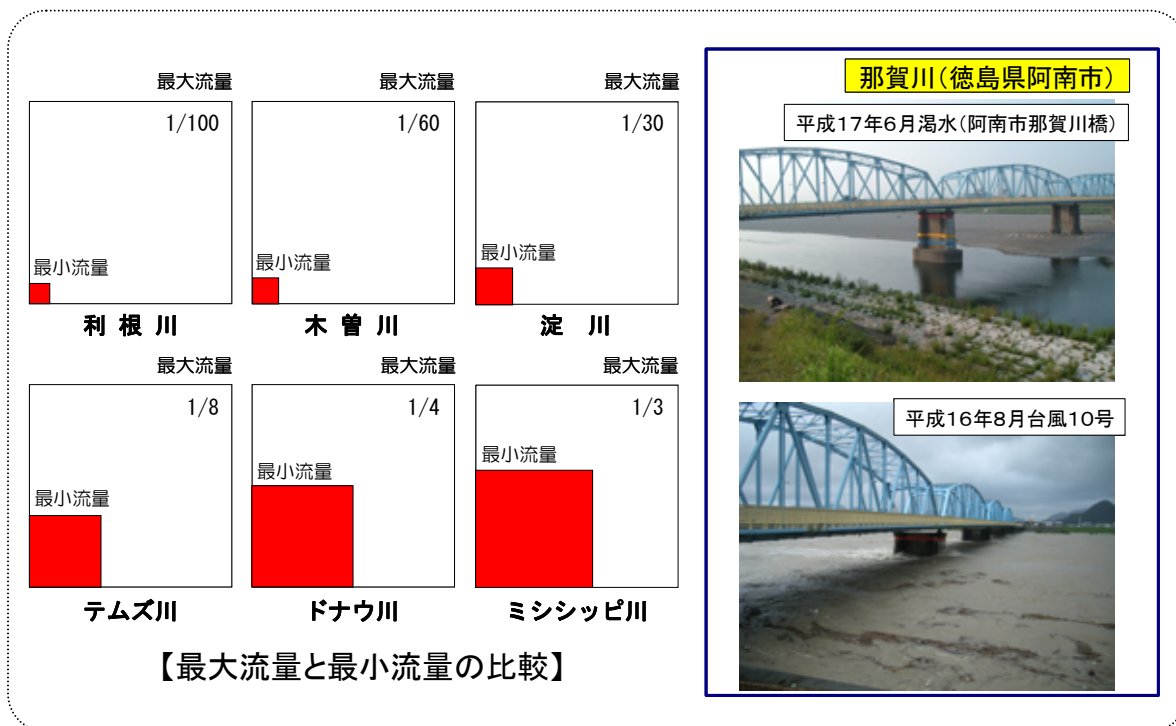 最大流量 最大流量 最大流量
1/100 1/60 1/30
最小流量 最小流量 最小流量
利根川 木曽川 淀川
最大流量 最大流量 最大流量
1/8 1/4 1/3
最小流量 最小流量 最小流量
テムズ川 ドナウ川 ミシシッピ川
【最大流量と最小流量の比較】
那賀川(徳島県阿南市)
平成17年6月渇水(阿南市那賀川橋)
平成16年8月台風10号